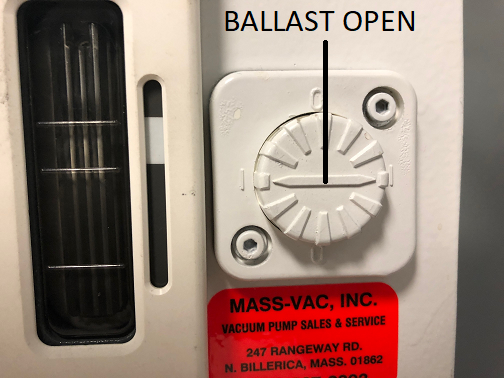 BALLAST OPEN
O
I I
O
MASS-VAC, INC.
VACUUM PUMP SALES & SERVICE
247 RANGEWAY RD.
N. BILLERICA, MASS. 01862